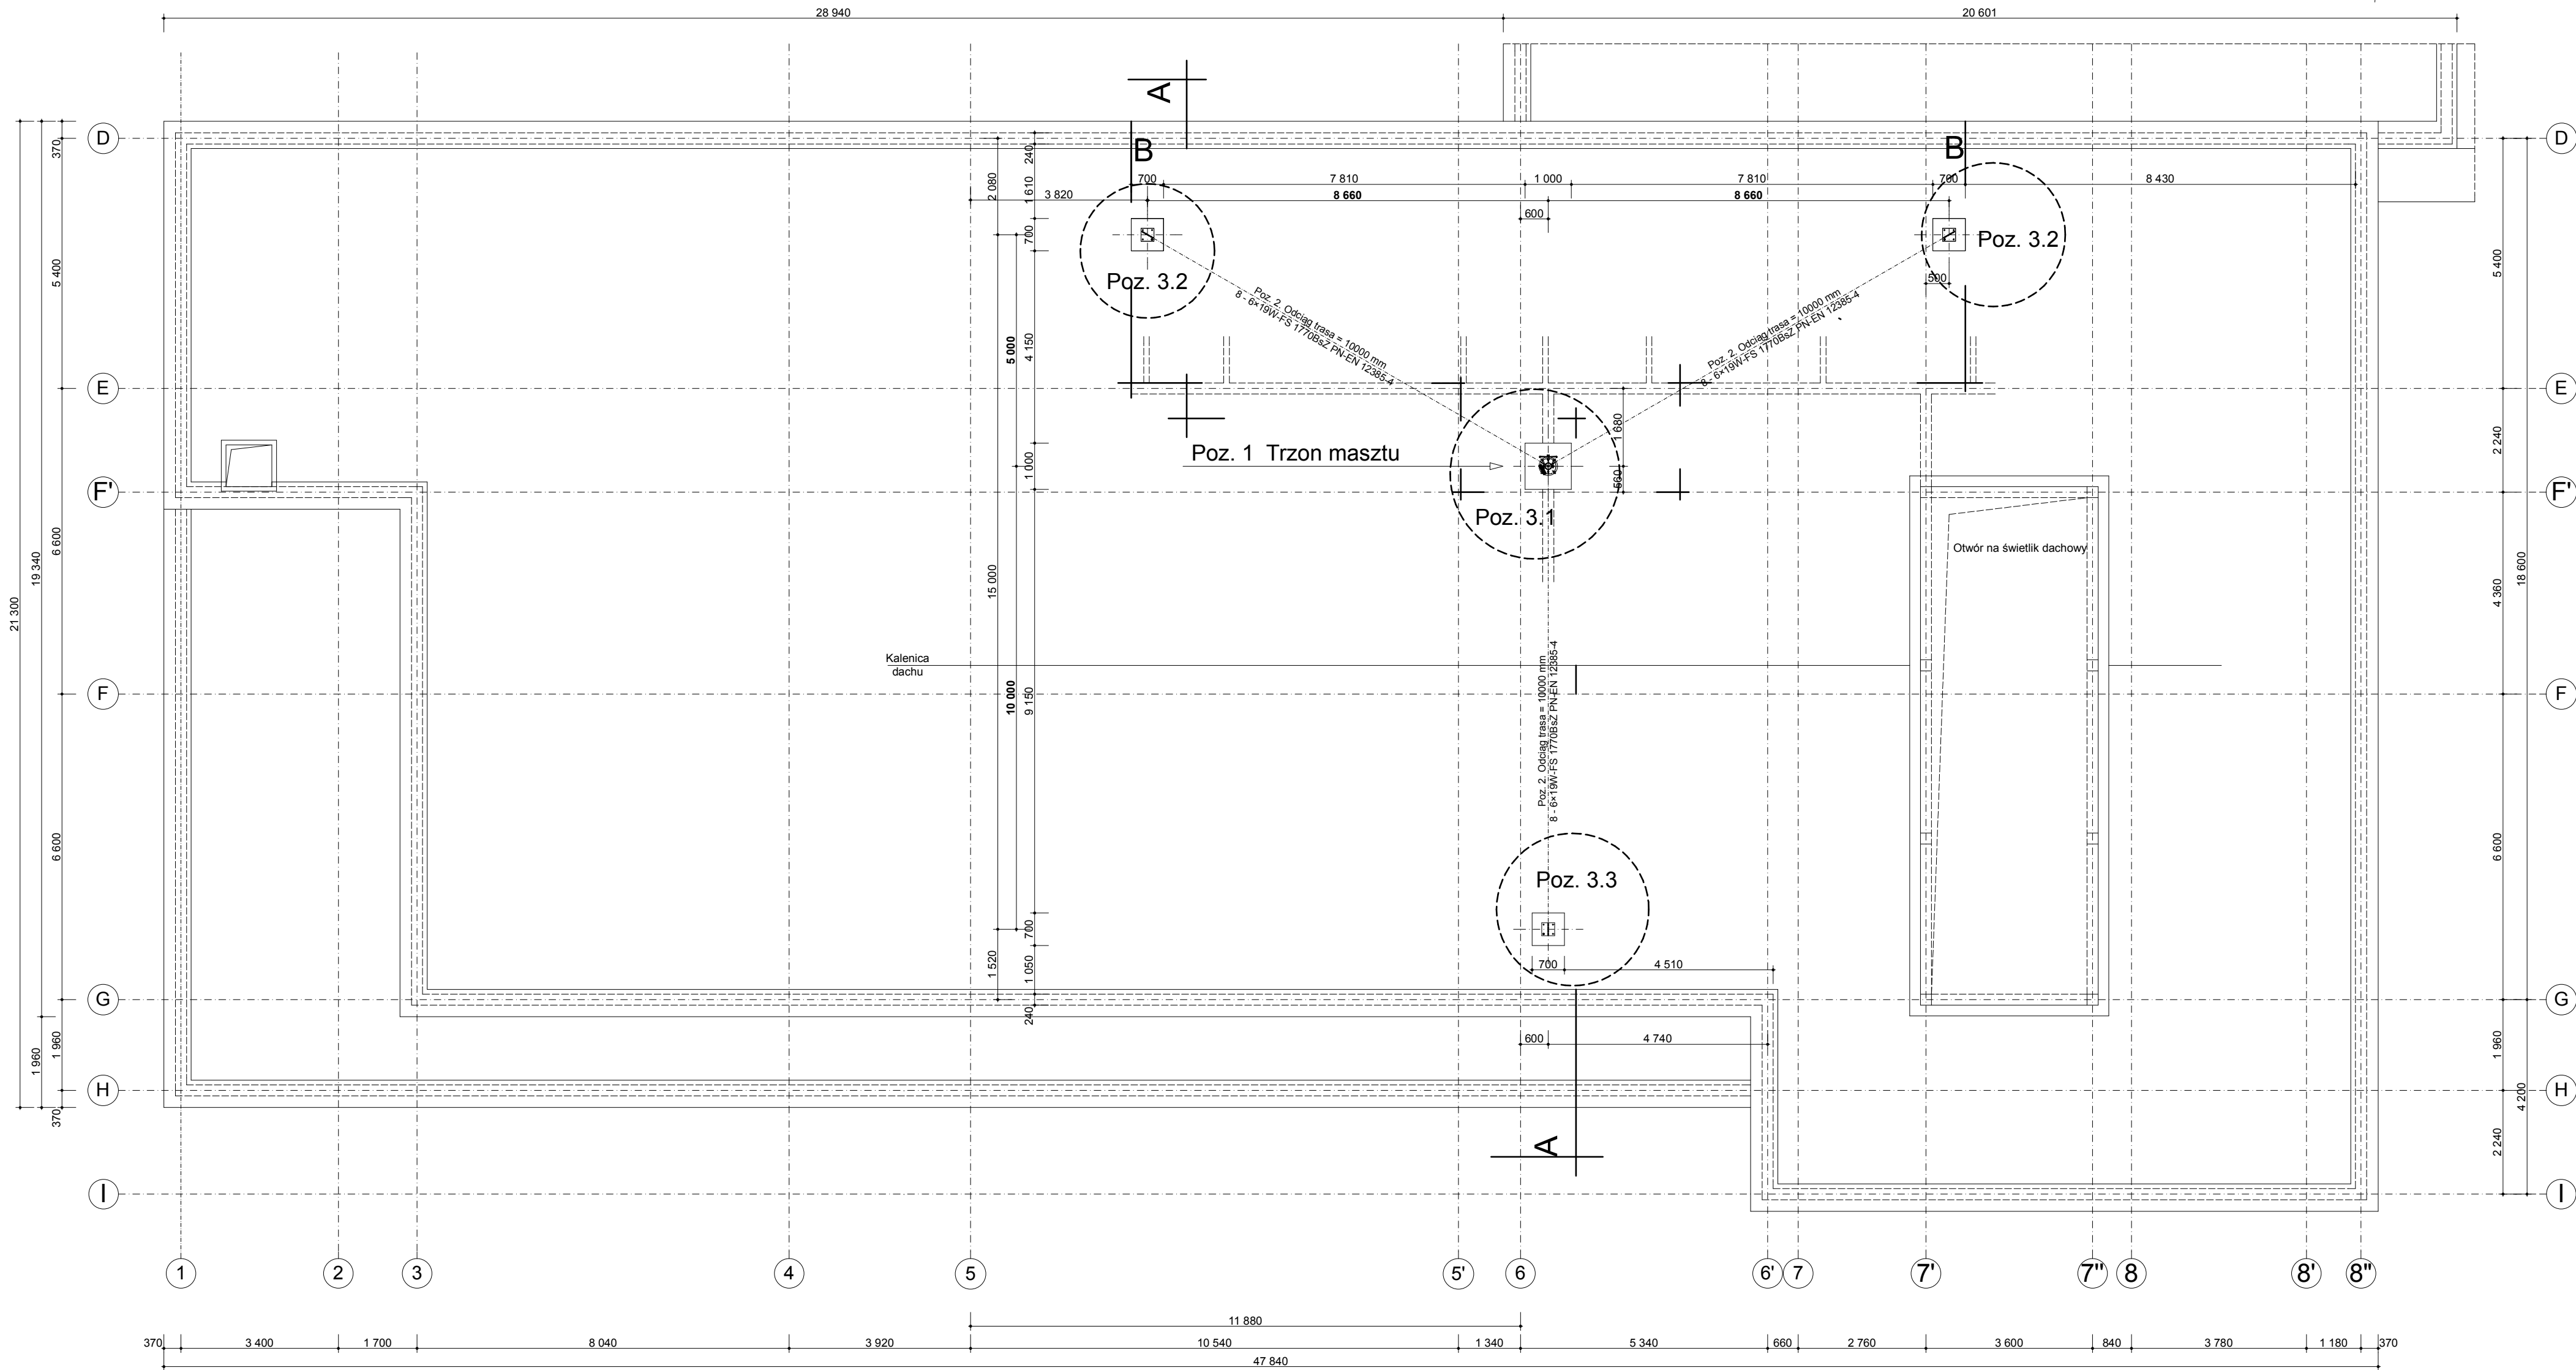 28 940
20 601
A
D
D
370
240
B
B
2 080
1 610
3 820
700
7 810
1 000
7 810
700
8 430
8 660
8 660
600
700
Poz. 3.2
Poz. 3.2
500
5 400
5 400
Poz. 2. Odciąg trasa = 10000 mm
8 - 6×19W-FS 1770BsZ PN-EN 12385-4
Poz. 2. Odciąg trasa = 10000 mm
8 - 6×19W-FS 1770BsZ PN-EN 12385-4
5 000
4 150
E
E
1 680
2 240
Poz. 1 Trzon masztu
1 000
560
F'
F'
Poz. 3.1
Otwór na świetlik dachowy
6 600
19 340
21 300
15 000
4 360
18 600
Kalenica
dachu
F
F
10 000
9 150
Poz. 2. Odciąg trasa = 10000 mm
8 - 6×19W-FS 1770BsZ PN-EN 12385-4
6 600
6 600
Poz. 3.3
700
1 520
1 050
700
4 510
G
G
240
1 960
1 960
600
4 740
1 960
H
H
370
4 200
A
2 240
I
I
1
2
3
4
5
5'
6
6'
7
7'
7"
8
8'
8"
11 880
370
3 400
1 700
8 040
3 920
10 540
1 340
5 340
660
2 760
3 600
840
3 780
1 180
370
47 840